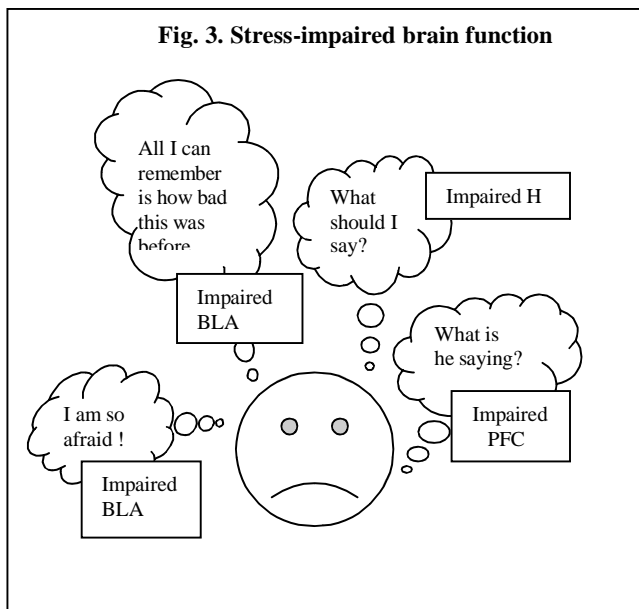 Fig. 3. Stress-impaired brain function
All I can
remember
is how bad
this was
before
Impaired
BLA
What
should I
say?
Impaired H
What is
he saying?
Impaired
PFC
I am so
afraid !
Impaired
BLA